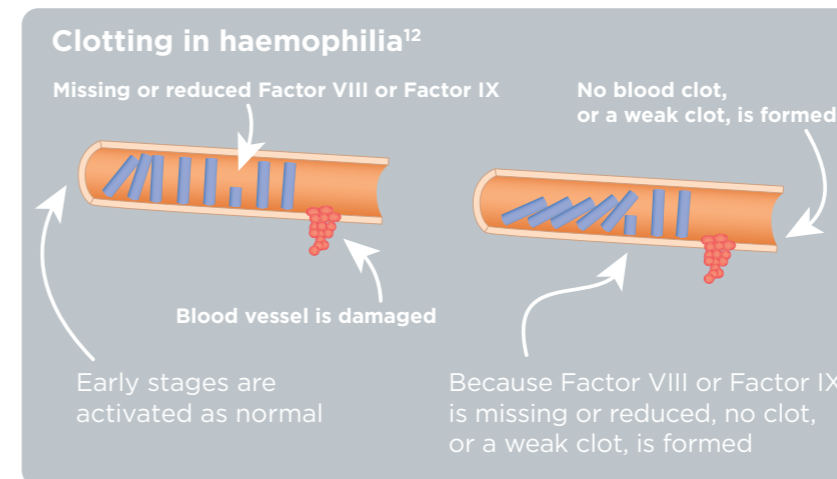 Clotting in haemophilia¹²
Missing or reduced Factor VIII or Factor IX
No blood clot,
or a weak clot, is formed
Blood vessel is damaged
Early stages are
activated as normal
Because Factor VIII or Factor IX
is missing or reduced, no clot,
or a weak clot, is formed